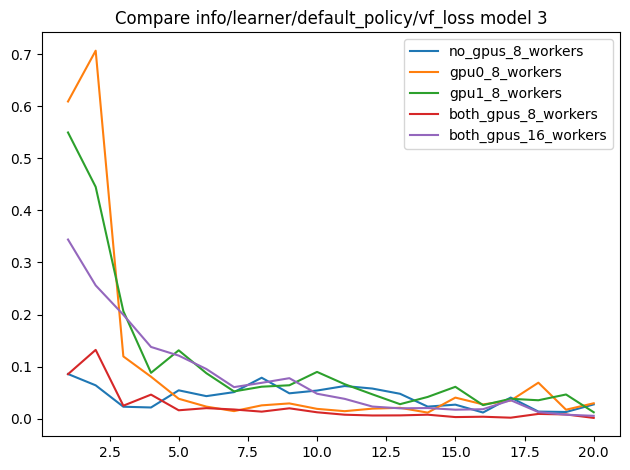 Compare info/learner/default_policy/vf_loss model 3
no_gpus_8_workers
gpu0_8_workers
gpu1_8_workers
both_gpus_8_workers
both_gpus_16_workers
0.7
0.6
0.5
0.4
0.3
0.2
0.1
0.0
2.5 5.0 7.5 10.0 12.5 15.0 17.5 20.0